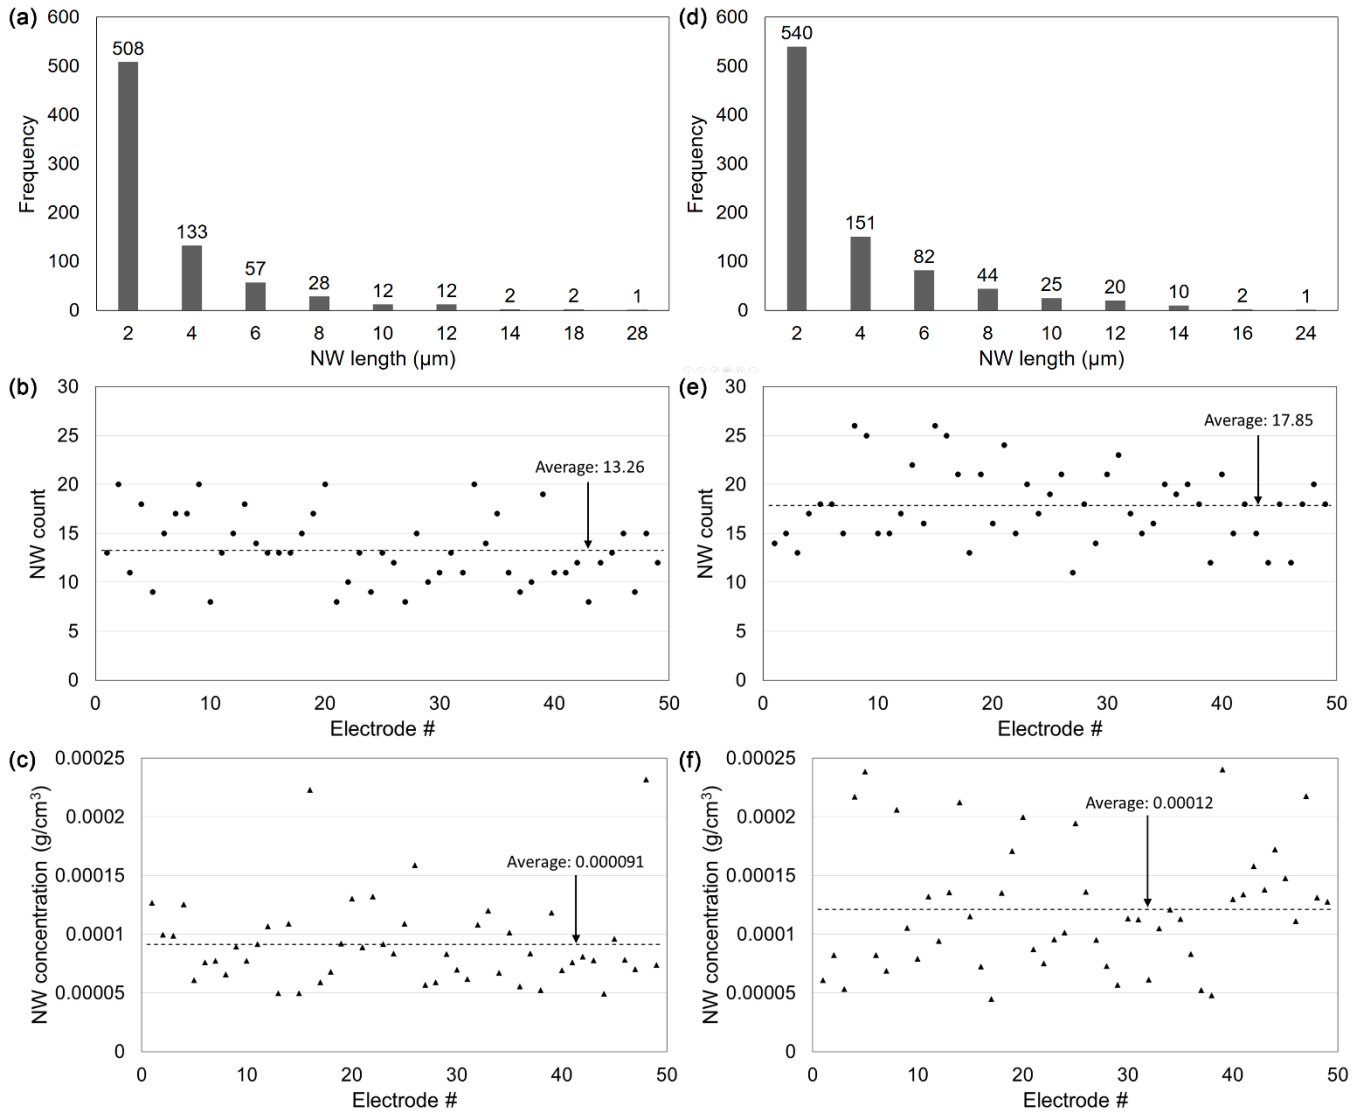 (a)
600
500
400
300
200
100
0
Frequency
508
133
57
28
12
12
2
2
1
2 4 6 8 10 12 14 18 28
NW length (µm)
(d)
600
500
400
300
200
100
0
Frequency
540
151
82
44
25
20
10
2
1
2 4 6 8 10 12 14 16 24
NW length (µm)
(b)
30
25
20
15
10
5
0
NW count
Average: 13.26
0 10 20 30 40 50
Electrode #
(e)
30
25
20
15
10
5
0
NW count
Average: 17.85
0 10 20 30 40 50
Electrode #
(c)
0.00025
0.0002
0.00015
0.0001
0.00005
0
NW concentration (g/cm³)
Average: 0.000091
0 10 20 30 40 50
Electrode #
(f)
0.00025
0.0002
0.00015
0.0001
0.00005
0
NW concentration (g/cm³)
Average: 0.00012
0 10 20 30 40 50
Electrode #